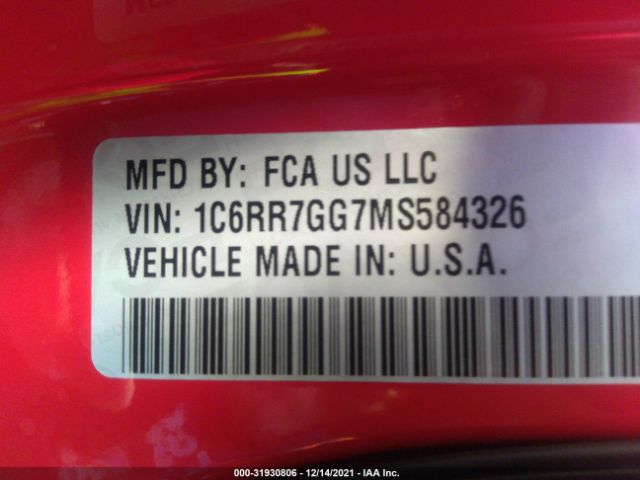 MFD BY: FCA US LLC
VIN: 1C6RR7GG7MS584326
VEHICLE MADE IN: U.S.A.
000-31930806 - 12/14/2021 - IAA Inc.